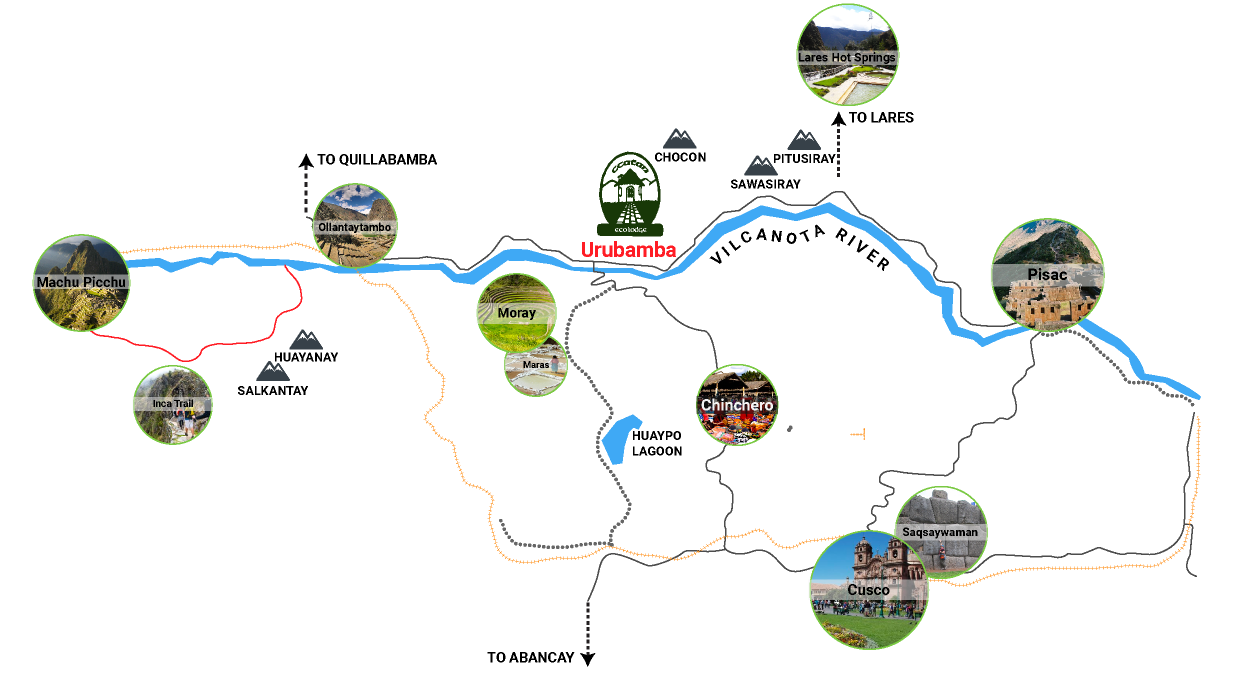 Lares Hot Springs
TO LARES
CHOCON
PITUSIRAY
SAWASIRAY
TO QUILLABAMBA
ccatan
ecolodge
Urubamba
Ollantaytambo
VILCANOTA RIVER
Machu Picchu
Pisac
Moray
Maras
HUAYANAY
SALKANTAY
Inca Trail
Chinchero
HUAYPO
LAGOON
Saqsaywaman
Cusco
TO ABANCAY